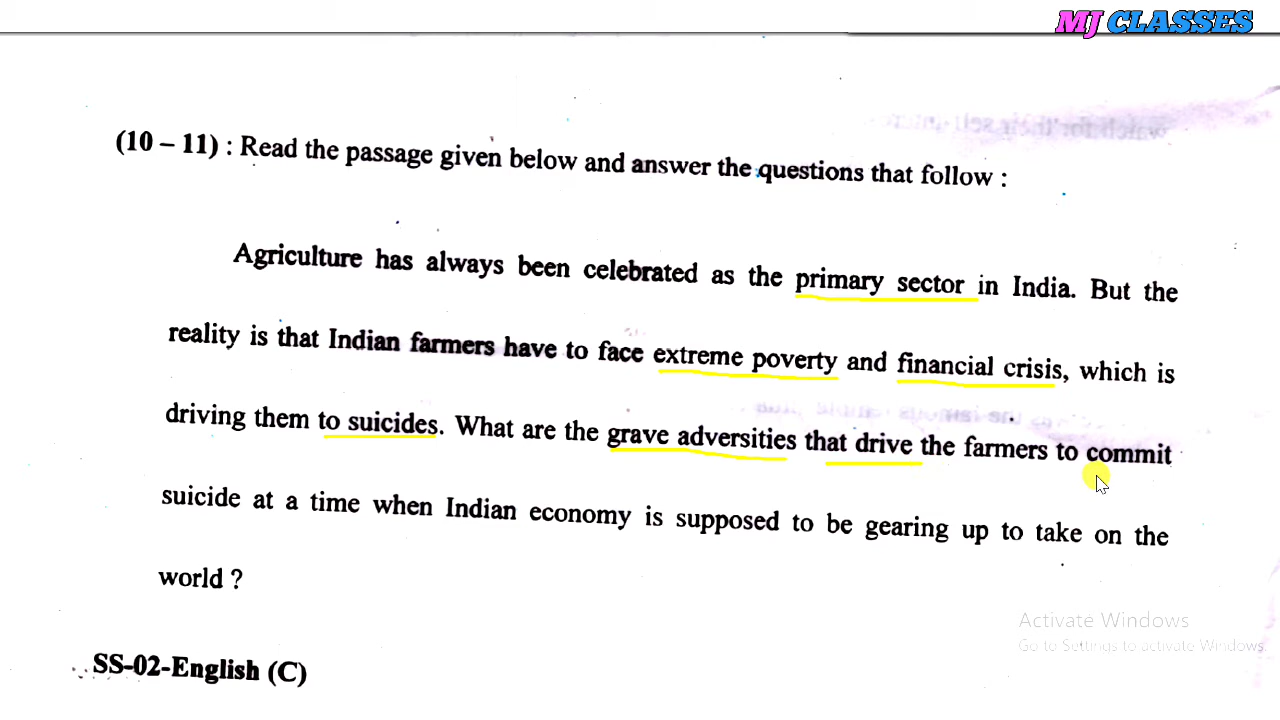 MJ CLASSES
(10 – 11) : Read the passage given below and answer the questions that follow :
Agriculture has always been celebrated as the primary sector in India. But the
reality is that Indian farmers have to face extreme poverty and financial crisis, which is
driving them to suicides. What are the grave adversities that drive the farmers to commit
suicide at a time when Indian economy is supposed to be gearing up to take on the
world ?
Activate Windows
Go to Settings to activate Windows.
SS-02-English (C)